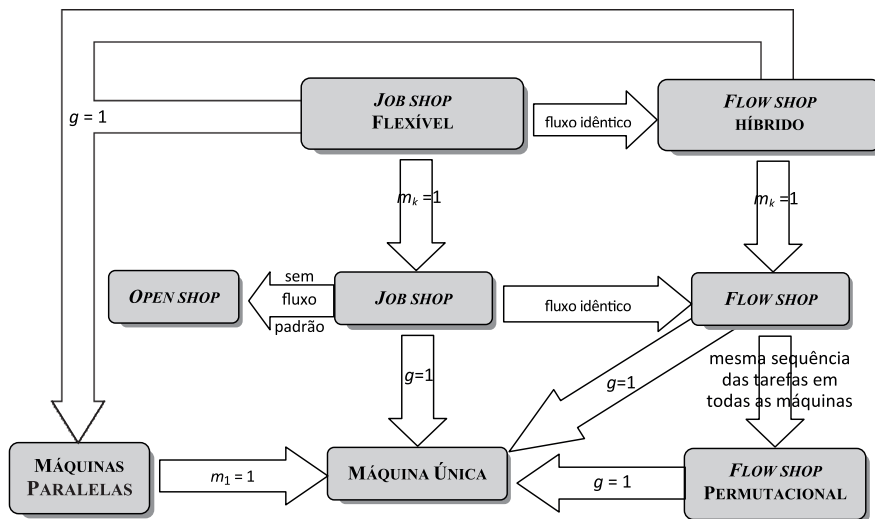 JOB SHOP
FLEXÍVEL
FLOW SHOP
HÍBRIDO
g = 1
fluxo idêntico
m_k =1
m_k =1
OPEN SHOP
sem
fluxo
padrão
JOB SHOP
fluxo idêntico
FLOW SHOP
g=1
g=1
mesma sequência
das tarefas em
todas as máquinas
MÁQUINAS
PARALELAS
m₁ = 1
MÁQUINA ÚNICA
g = 1
FLOW SHOP
PERMUTACIONAL